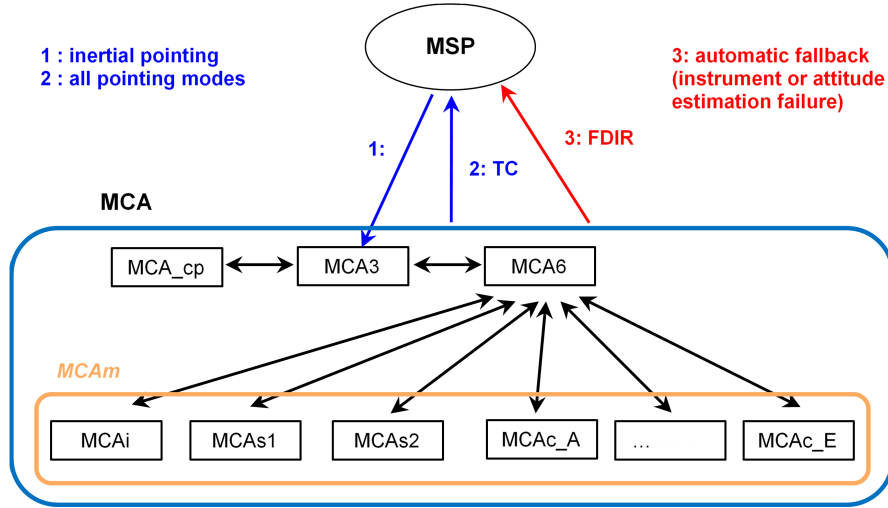 MSP
1 : inertial pointing
2 : all pointing modes
3: automatic fallback
(instrument or attitude
estimation failure)
1:
2: TC
3: FDIR
MCA
MCA_cp
MCA3
MCA6
MCAm
MCAi
MCAs1
MCAs2
MCAc_A
...
MCAc_E